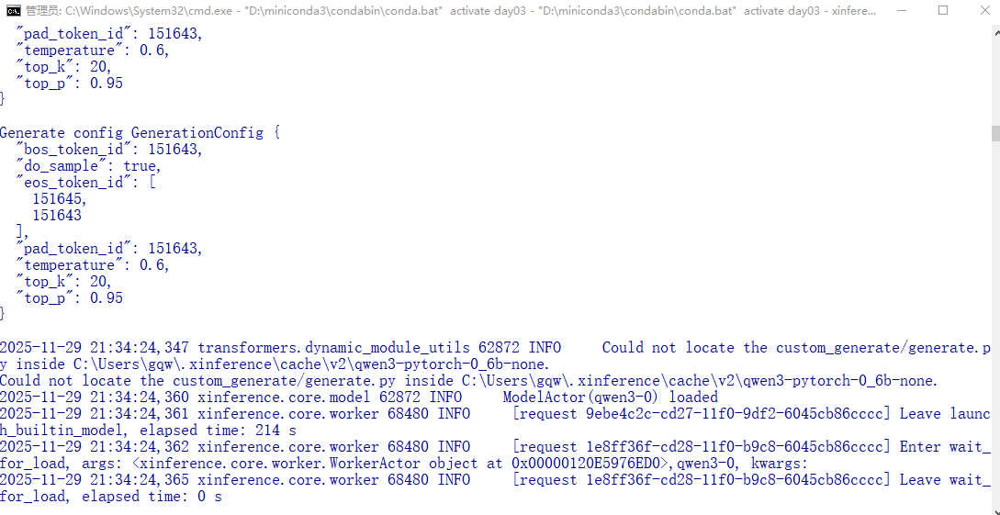 管理员: C:\Windows\System32\cmd.exe - "D:\miniconda3\condabin\conda.bat" activate day03 - "D:\miniconda3\condabin\conda.bat" activate day03 - xinference...
  "pad_token_id": 151643,
  "temperature": 0.6,
  "top_k": 20,
  "top_p": 0.95
}
Generate config GenerationConfig {
  "bos_token_id": 151643,
  "do_sample": true,
  "eos_token_id": [
    151645,
    151643
  ],
  "pad_token_id": 151643,
  "temperature": 0.6,
  "top_k": 20,
  "top_p": 0.95
}
2025-11-29 21:34:24,347 transformers.dynamic_module_utils 62872 INFO     Could not locate the custom_generate/generate.p
y inside C:\Users\gqw\.xinference\cache\v2\qwen3-pytorch-0_6b-none.
Could not locate the custom_generate/generate.py inside C:\Users\gqw\.xinference\cache\v2\qwen3-pytorch-0_6b-none.
2025-11-29 21:34:24,360 xinference.core.model 62872 INFO     ModelActor(qwen3-0) loaded
2025-11-29 21:34:24,361 xinference.core.worker 68480 INFO     [request 9ebe4c2c-cd27-11f0-9df2-6045cb86cccc] Leave launc
h_builtin_model, elapsed time: 214 s
2025-11-29 21:34:24,362 xinference.core.worker 68480 INFO     [request 1e8ff36f-cd28-11f0-b9c8-6045cb86cccc] Enter wait_
for_load, args: <xinference.core.worker.WorkerActor object at 0x00000120E5976ED0>,qwen3-0, kwargs:
2025-11-29 21:34:24,365 xinference.core.worker 68480 INFO     [request 1e8ff36f-cd28-11f0-b9c8-6045cb86cccc] Leave wait_
for_load, elapsed time: 0 s